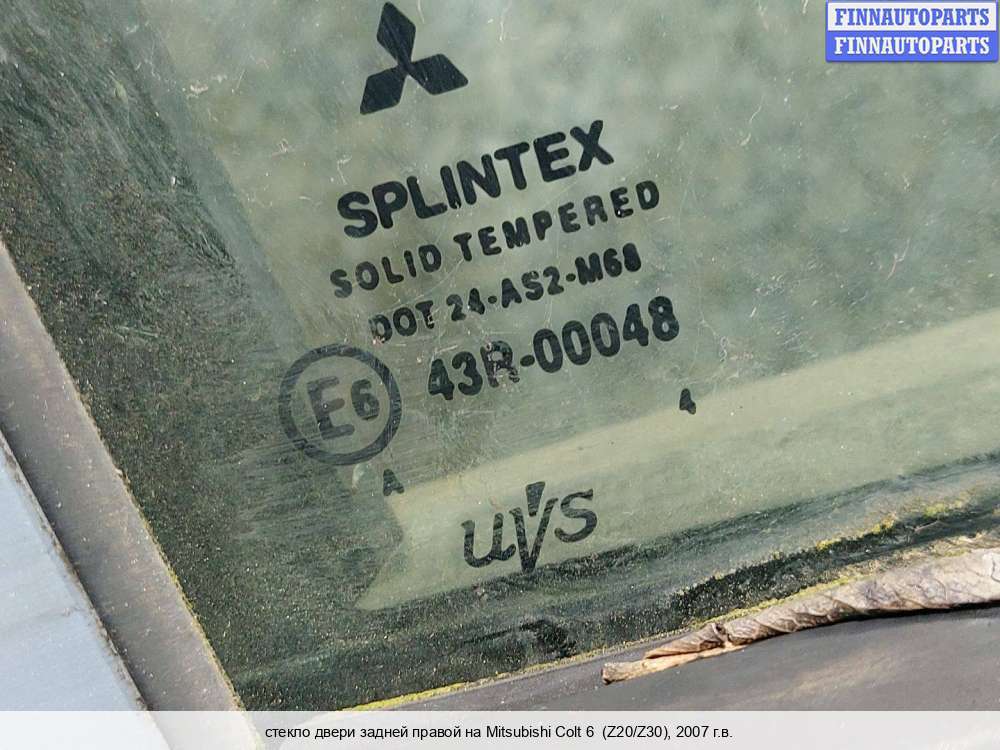 FINNAUTOPARTS
FINNAUTOPARTS
SPLINTEX
SOLID TEMPERED
DOT 24-AS2-M68
43R-00048
E6
4
A
uVs
стекло двери задней правой на Mitsubishi Colt 6 (Z20/Z30), 2007 г.в.